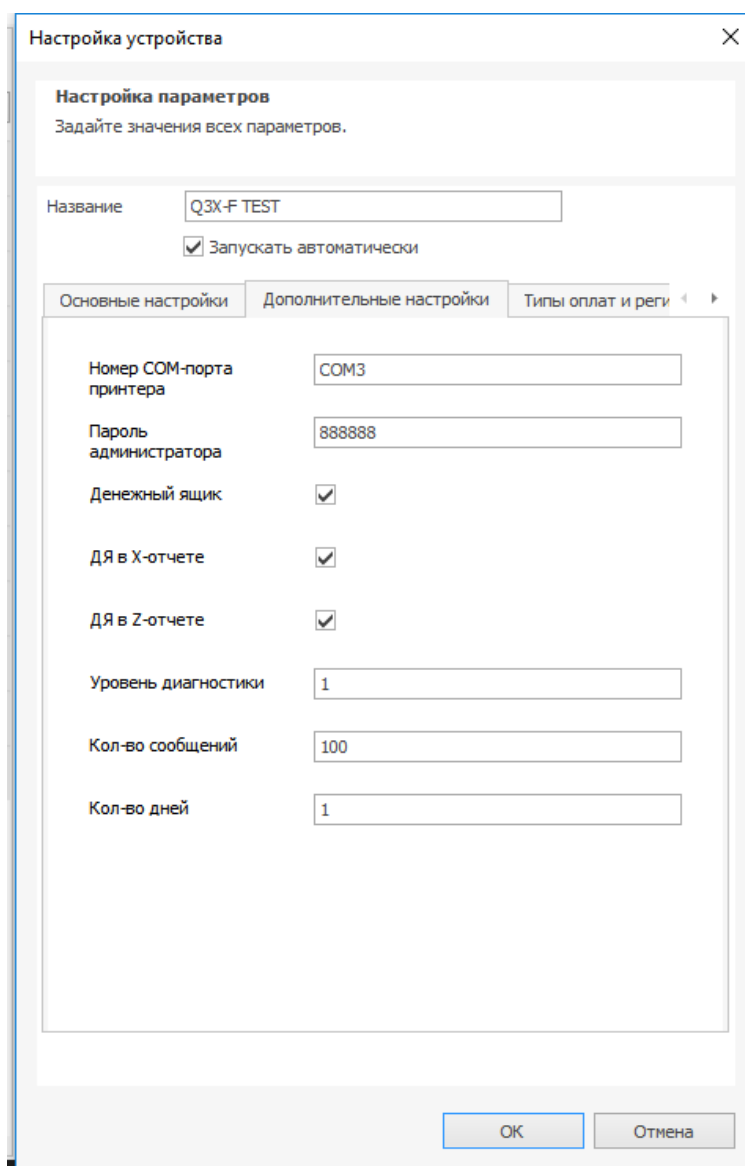 Настройка устройства
Настройка параметров
Задайте значения всех параметров.
Название
Q3X-F TEST
Запускать автоматически
Основные настройки
Дополнительные настройки
Типы оплат и реги
Номер COM-порта
принтера
COM3
Пароль
администратора
888888
Денежный ящик
ДЯ в X-отчете
ДЯ в Z-отчете
Уровень диагностики
1
Кол-во сообщений
100
Кол-во дней
1
OK
Отмена